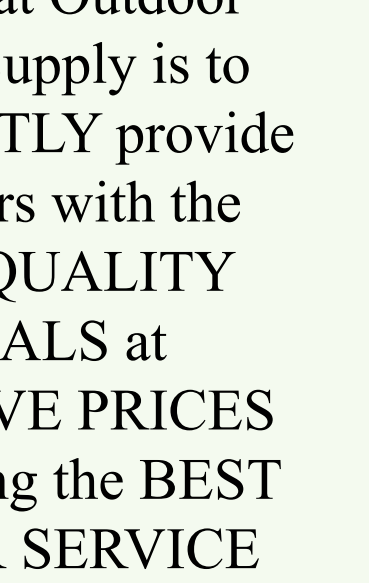 at Outdoor
upply is to
TLY provide
rs with the
QUALITY
ALS at
VE PRICES
ng the BEST
R SERVICE